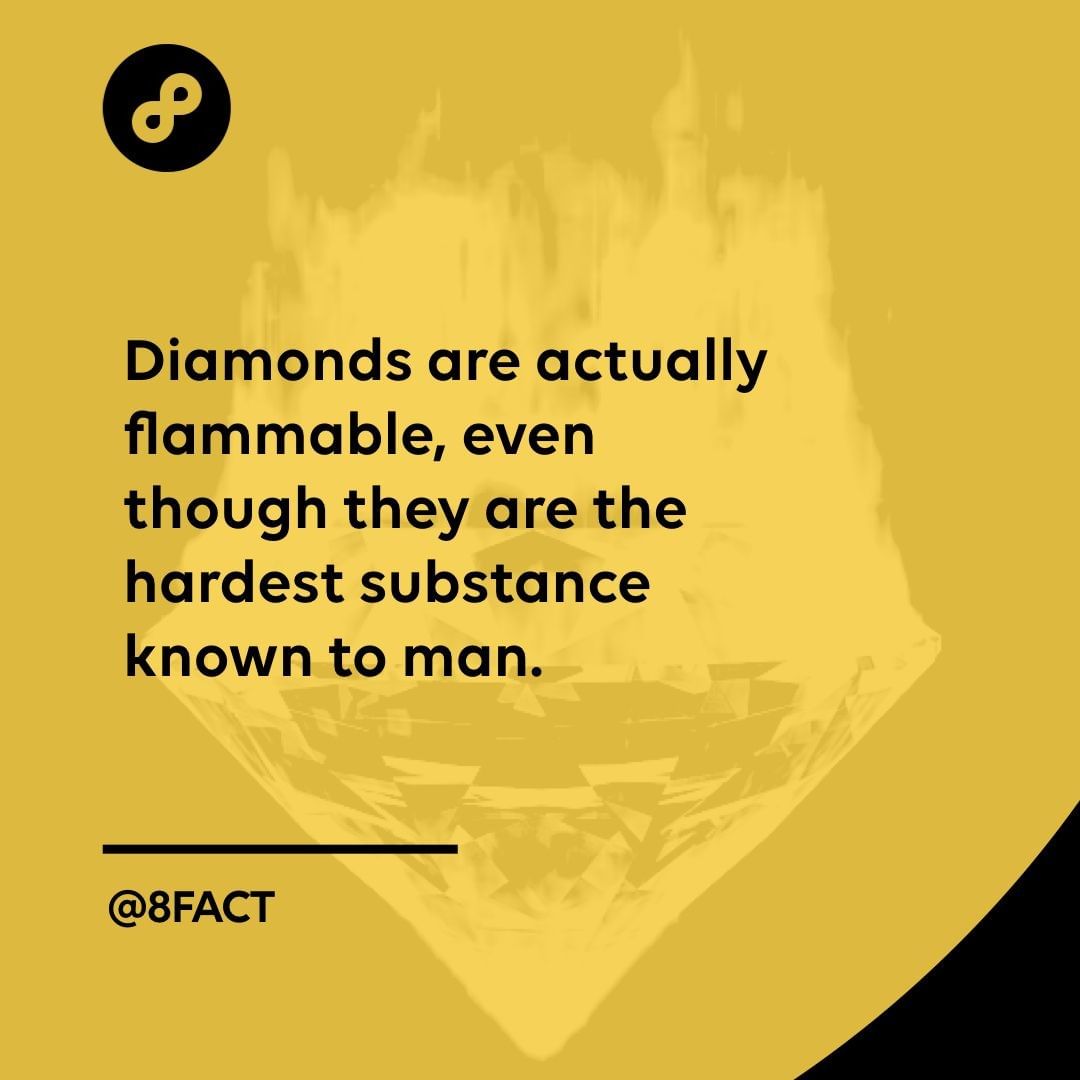 Diamonds are actually
flammable, even
though they are the
hardest substance
known to man.
@8FACT